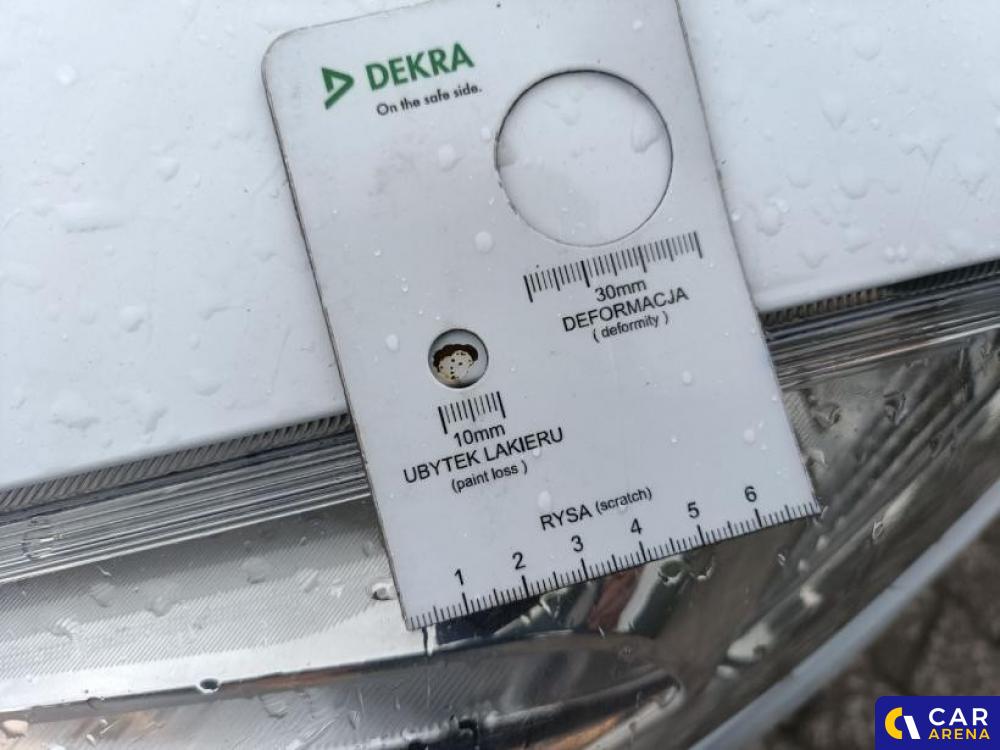 DEKRA
On the safe side.
30mm
DEFORMACJA
( deformity )
10mm
UBYTEK LAKIERU
(paint loss )
RYSA (scratch)
1 2 3 4 5 6
CAR
ARENA